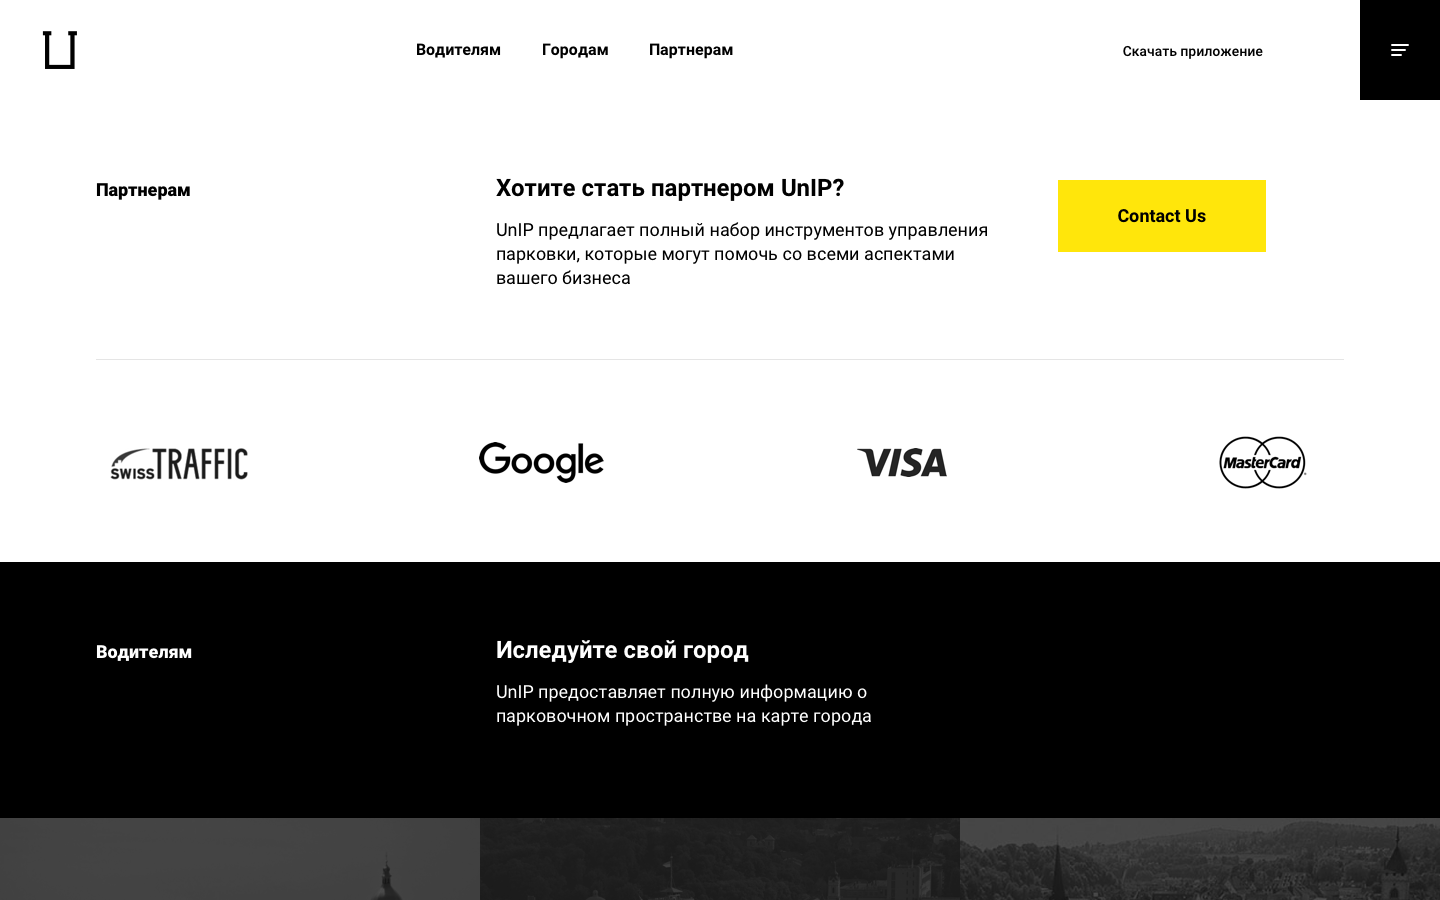 Водителям
Городам
Партнерам
Скачать приложение
Партнерам
Хотите стать партнером UnIP?
UnIP предлагает полный набор инструментов управления
парковки, которые могут помочь со всеми аспектами
вашего бизнеса
Contact Us
swissTRAFFIC
Google
VISA
MasterCard
Водителям
Иследуйте свой город
UnIP предоставляет полную информацию о
парковочном пространстве на карте города